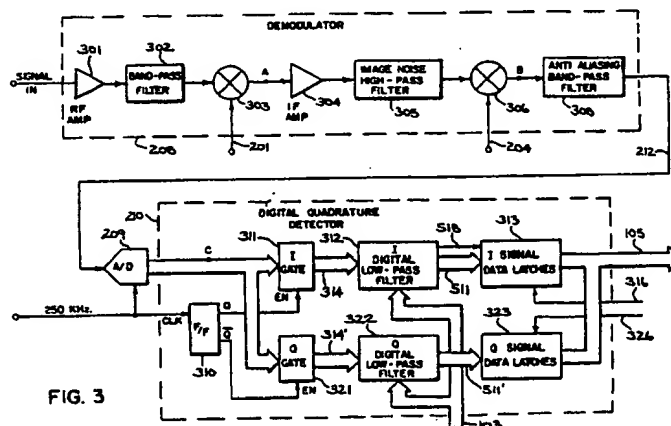 DEMODULATOR
301
302
SIGNAL
IN
RF
AMP
BAND-PASS
FILTER
303
A
304
IF
AMP
IMAGE NOISE
HIGH-PASS
FILTER
305
306
B
ANTI ALIASING
BAND-PASS
FILTER
308
208
201
204
212
210
DIGITAL QUADRATURE
DETECTOR
209
A/D
C
311
I
GATE
EN
314
312
I
DIGITAL
LOW-PASS
FILTER
518
511
313
I SIGNAL
DATA LATCHES
105
316
326
250 KHz.
CLK
F/F
Q
Q̅
310
Q
GATE
EN
321
314'
322
Q
DIGITAL
LOW-PASS
FILTER
511'
323
Q SIGNAL
DATA LATCHES
103
FIG. 3